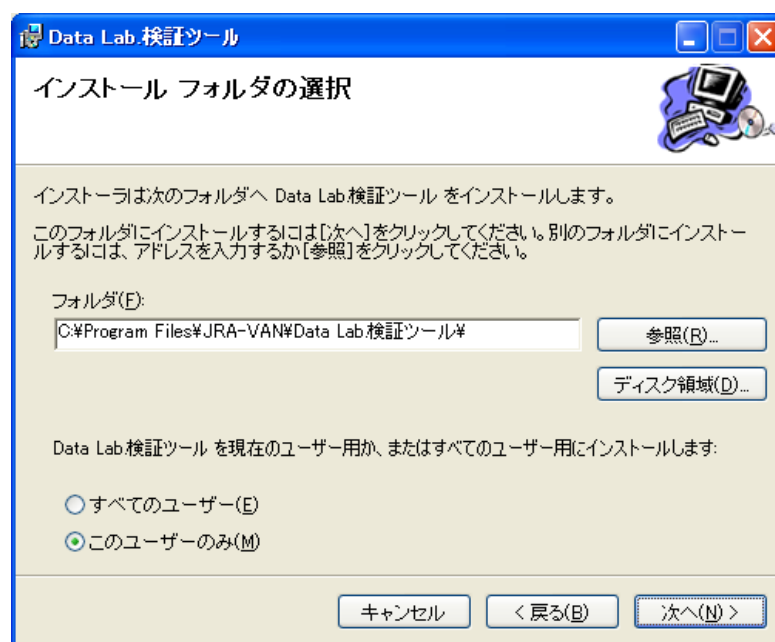 Data Lab.検証ツール
インストール フォルダの選択
インストーラは次のフォルダへ Data Lab.検証ツール をインストールします。
このフォルダにインストールするには[次へ]をクリックしてください。別のフォルダにインストー
ルするには、アドレスを入力するか[参照]をクリックしてください。
フォルダ(F):
C:¥Program Files¥JRA-VAN¥Data Lab.検証ツール¥
参照(R)...
ディスク領域(D)...
Data Lab.検証ツール を現在のユーザー用か、またはすべてのユーザー用にインストールします:
すべてのユーザー(E)
このユーザーのみ(M)
キャンセル
< 戻る(B)
次へ(N) >